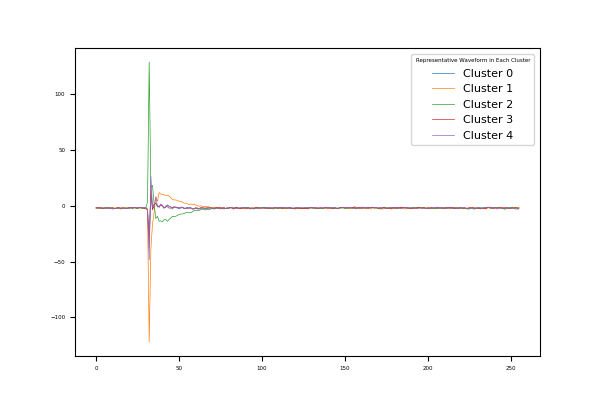 Representative Waveform in Each Cluster
Cluster 0
Cluster 1
Cluster 2
Cluster 3
Cluster 4
100
50
0
−50
−100
0
50
100
150
200
250